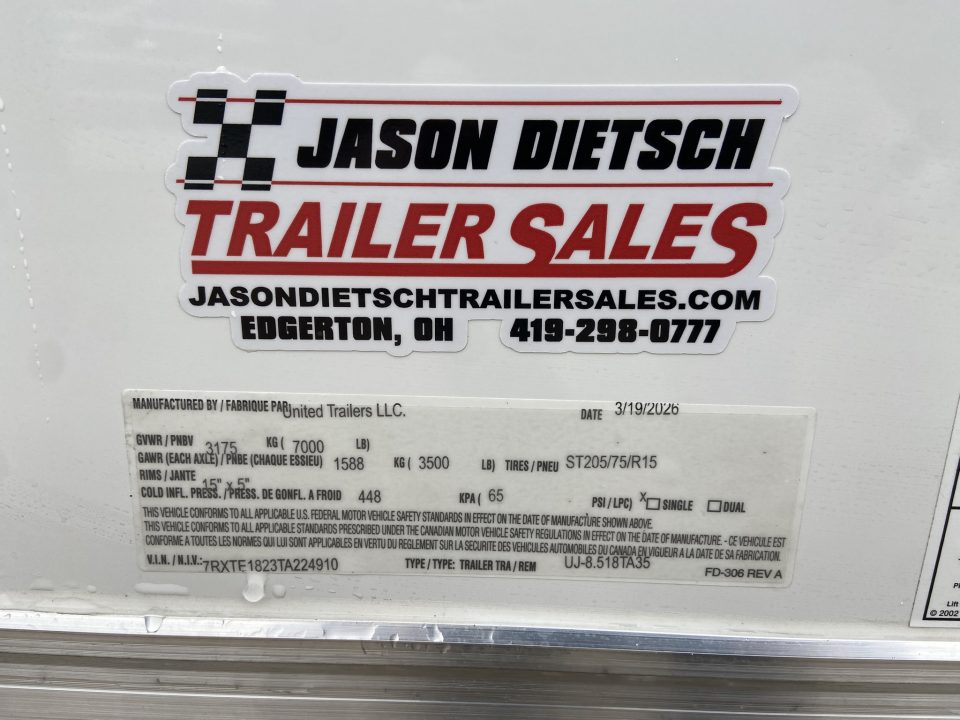 JASON DIETSCH
TRAILER SALES
JASONDIETSCHTRAILERSALES.COM
EDGERTON, OH 419-298-0777
MANUFACTURED BY / FABRIQUE PAR United Trailers LLC. DATE 3/19/2026
GVWR / PNBV 3175 KG ( 7000 LB)
GAWR (EACH AXLE) / PNBE (CHAQUE ESSIEU) 1588 KG ( 3500 LB) TIRES / PNEU ST205/75/R15
RIMS / JANTE 15" x 5"
COLD INFL. PRESS. / PRESS. DE GONFL. A FROID 448 KPA ( 65 PSI / LPC) X SINGLE DUAL
THIS VEHICLE CONFORMS TO ALL APPLICABLE U.S. FEDERAL MOTOR VEHICLE SAFETY STANDARDS IN EFFECT ON THE DATE OF MANUFACTURE SHOWN ABOVE.
THIS VEHICLE CONFORMS TO ALL APPLICABLE STANDARDS PRESCRIBED UNDER THE CANADIAN MOTOR VEHICLE SAFETY REGULATIONS IN EFFECT ON THE DATE OF MANUFACTURE. - CE VEHICULE EST
CONFORME A TOUTES LES NORMES QUI LUI SONT APPLICABLES EN VERTU DU REGLEMENT SUR LA SECURITE DES VEHICULES AUTOMOBILES DU CANADA EN VIGUEUR A LA DATE DE SA FABRICATION.
V.I.N. / N.I.V.: 7RXTE1823TA224910 TYPE / TYPE: TRAILER TRA / REM UJ-8.518TA35 FD-306 REV A
Lift
© 2002